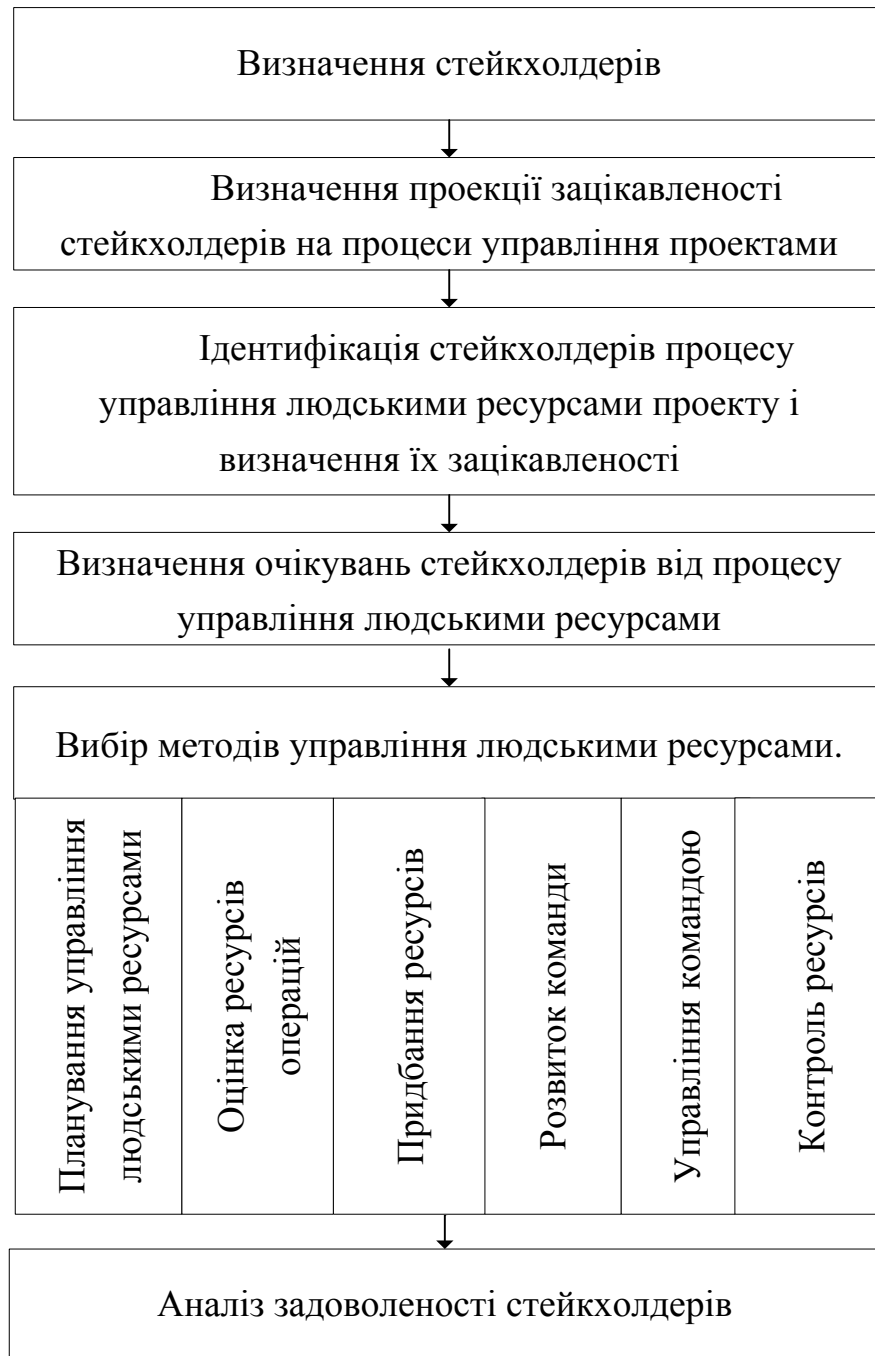 Визначення стейкхолдерів
Визначення проекції зацікавленості
стейкхолдерів на процеси управління проектами
Ідентифікація стейкхолдерів процесу
управління людськими ресурсами проекту і
визначення їх зацікавленості
Визначення очікувань стейкхолдерів від процесу
управління людськими ресурсами
Вибір методів управління людськими ресурсами.
Планування управління
людськими ресурсами
Оцінка ресурсів
операцій
Придбання ресурсів
Розвиток команди
Управління командою
Контроль ресурсів
Аналіз задоволеності стейкхолдерів